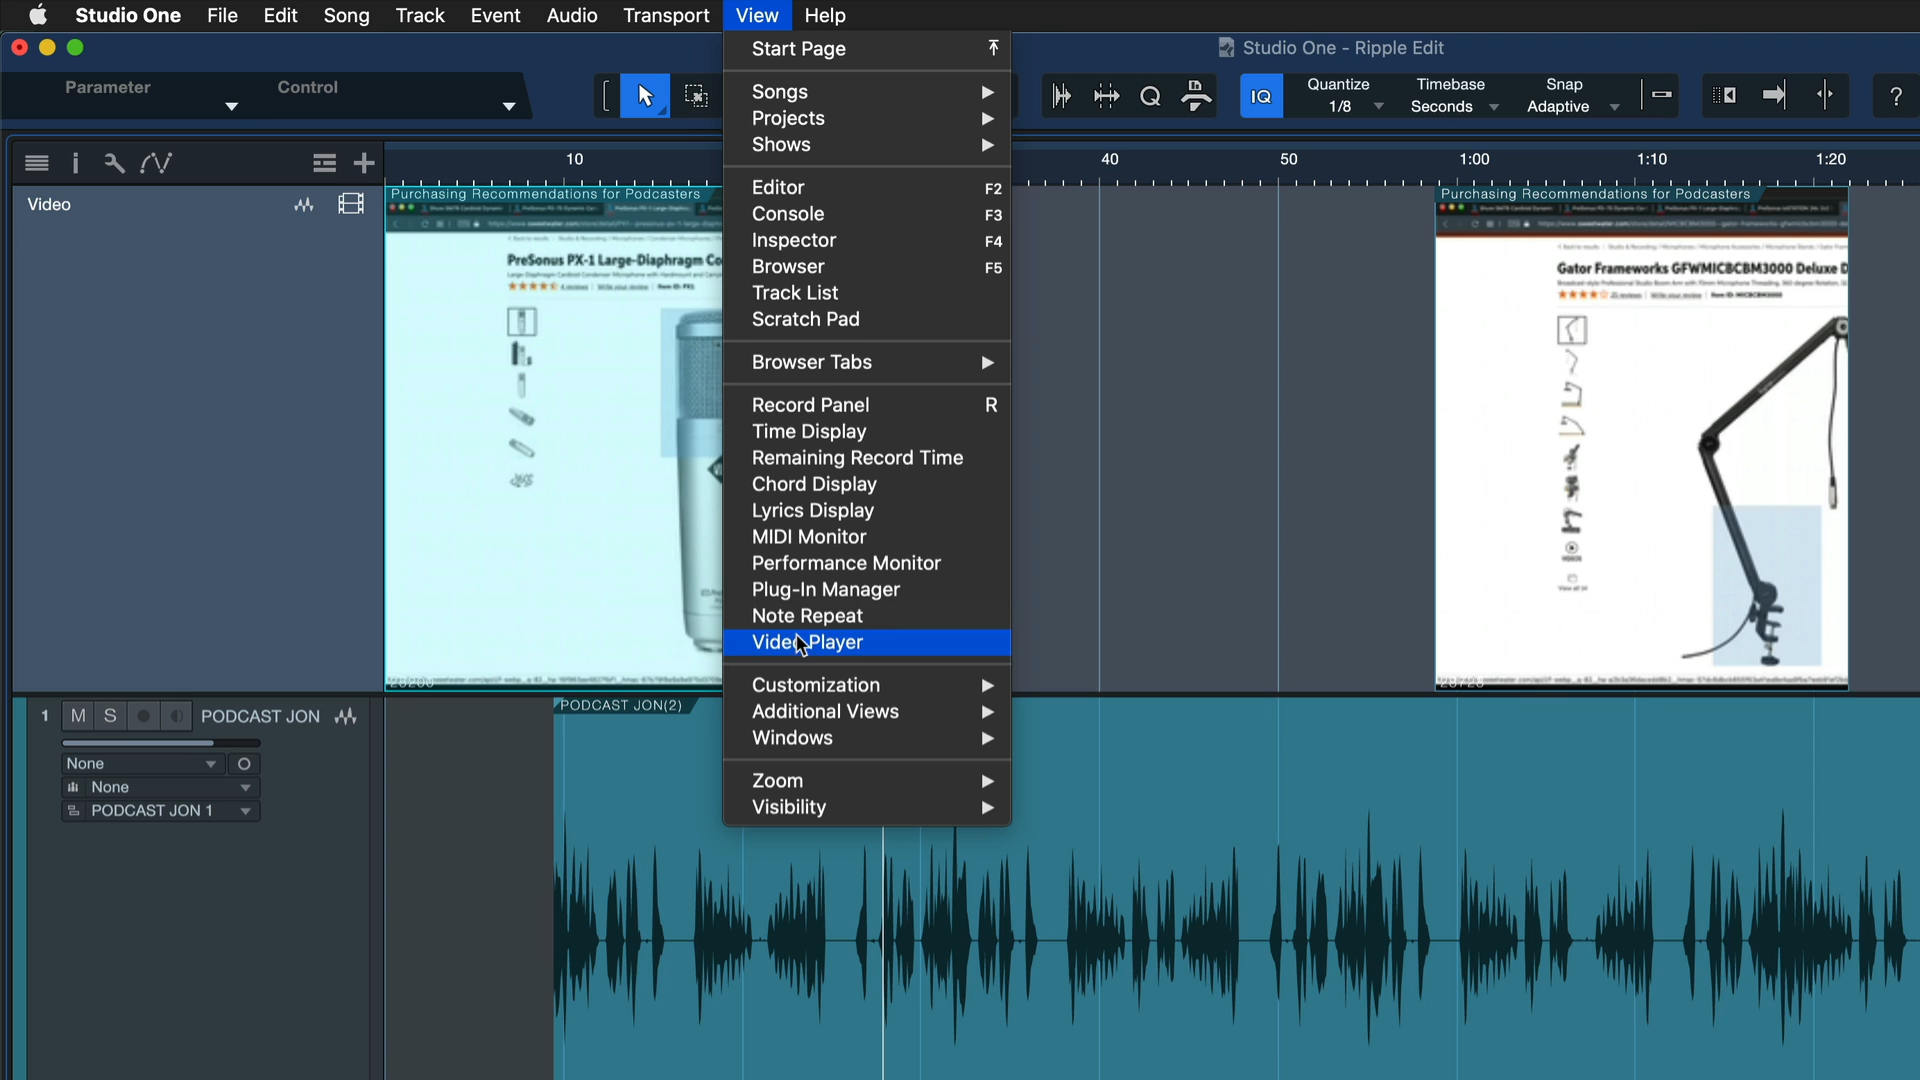 Studio One File Edit Song Track Event Audio Transport View Help
Studio One - Ripple Edit
Parameter Control
IQ Quantize Timebase Snap
1/8 Seconds Adaptive
?
10 40 50 1:00 1:10 1:20
Video
Purchasing Recommendations for Podcasters
PreSonus PX-1 Large-Diaphragm Co
Purchasing Recommendations for Podcasters
Gator Frameworks GFWMICBCBM3000 Deluxe D
Start Page
Songs
Projects
Shows
Editor F2
Console F3
Inspector F4
Browser F5
Track List
Scratch Pad
Browser Tabs
Record Panel R
Time Display
Remaining Record Time
Chord Display
Lyrics Display
MIDI Monitor
Performance Monitor
Plug-In Manager
Note Repeat
Video Player
Customization
Additional Views
Windows
Zoom
Visibility
1 M S PODCAST JON
None
None
PODCAST JON 1
PODCAST JON(2)